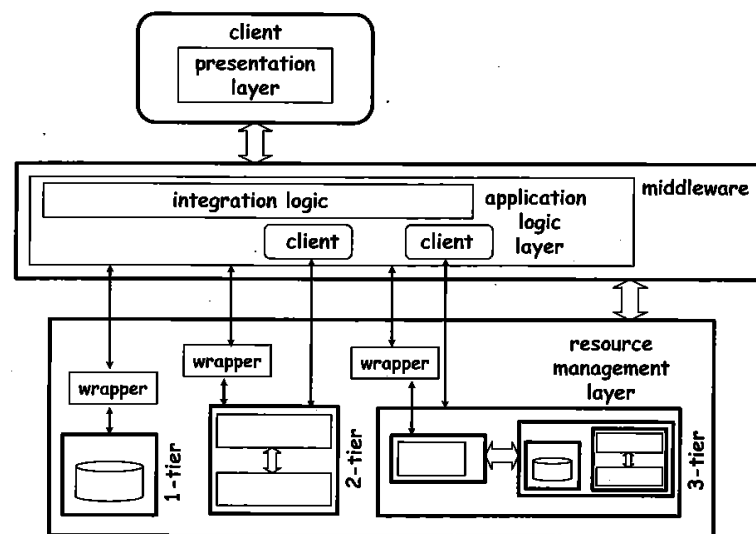 client
presentation
layer
middleware
integration logic
application
logic
layer
client
client
resource
management
layer
wrapper
wrapper
wrapper
1-tier
2-tier
3-tier